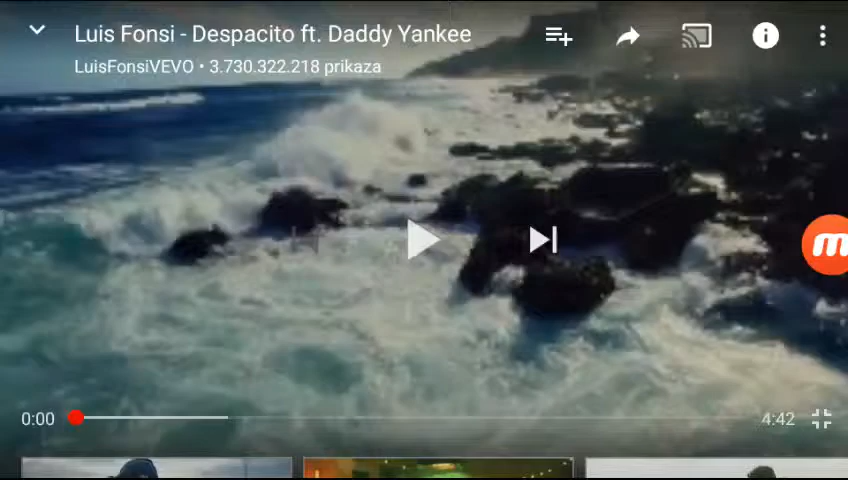 Luis Fonsi - Despacito ft. Daddy Yankee
LuisFonsiVEVO • 3.730.322.218 prikaza
m
0:00
4:42